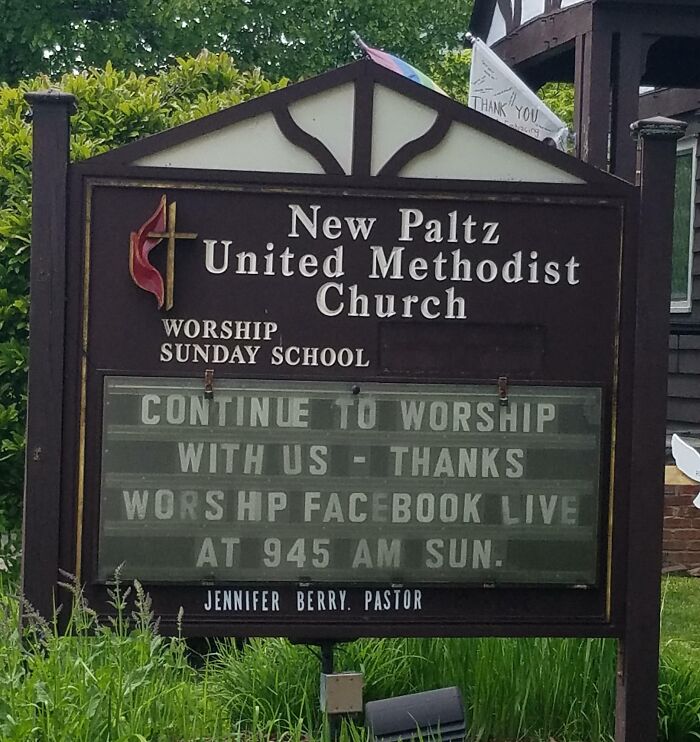 THANK YOU
New Paltz
United Methodist
Church
WORSHIP
SUNDAY SCHOOL
CONTINUE TO WORSHIP
WITH US - THANKS
WORSHIP FACEBOOK LIVE
AT 945 AM SUN.
JENNIFER BERRY. PASTOR